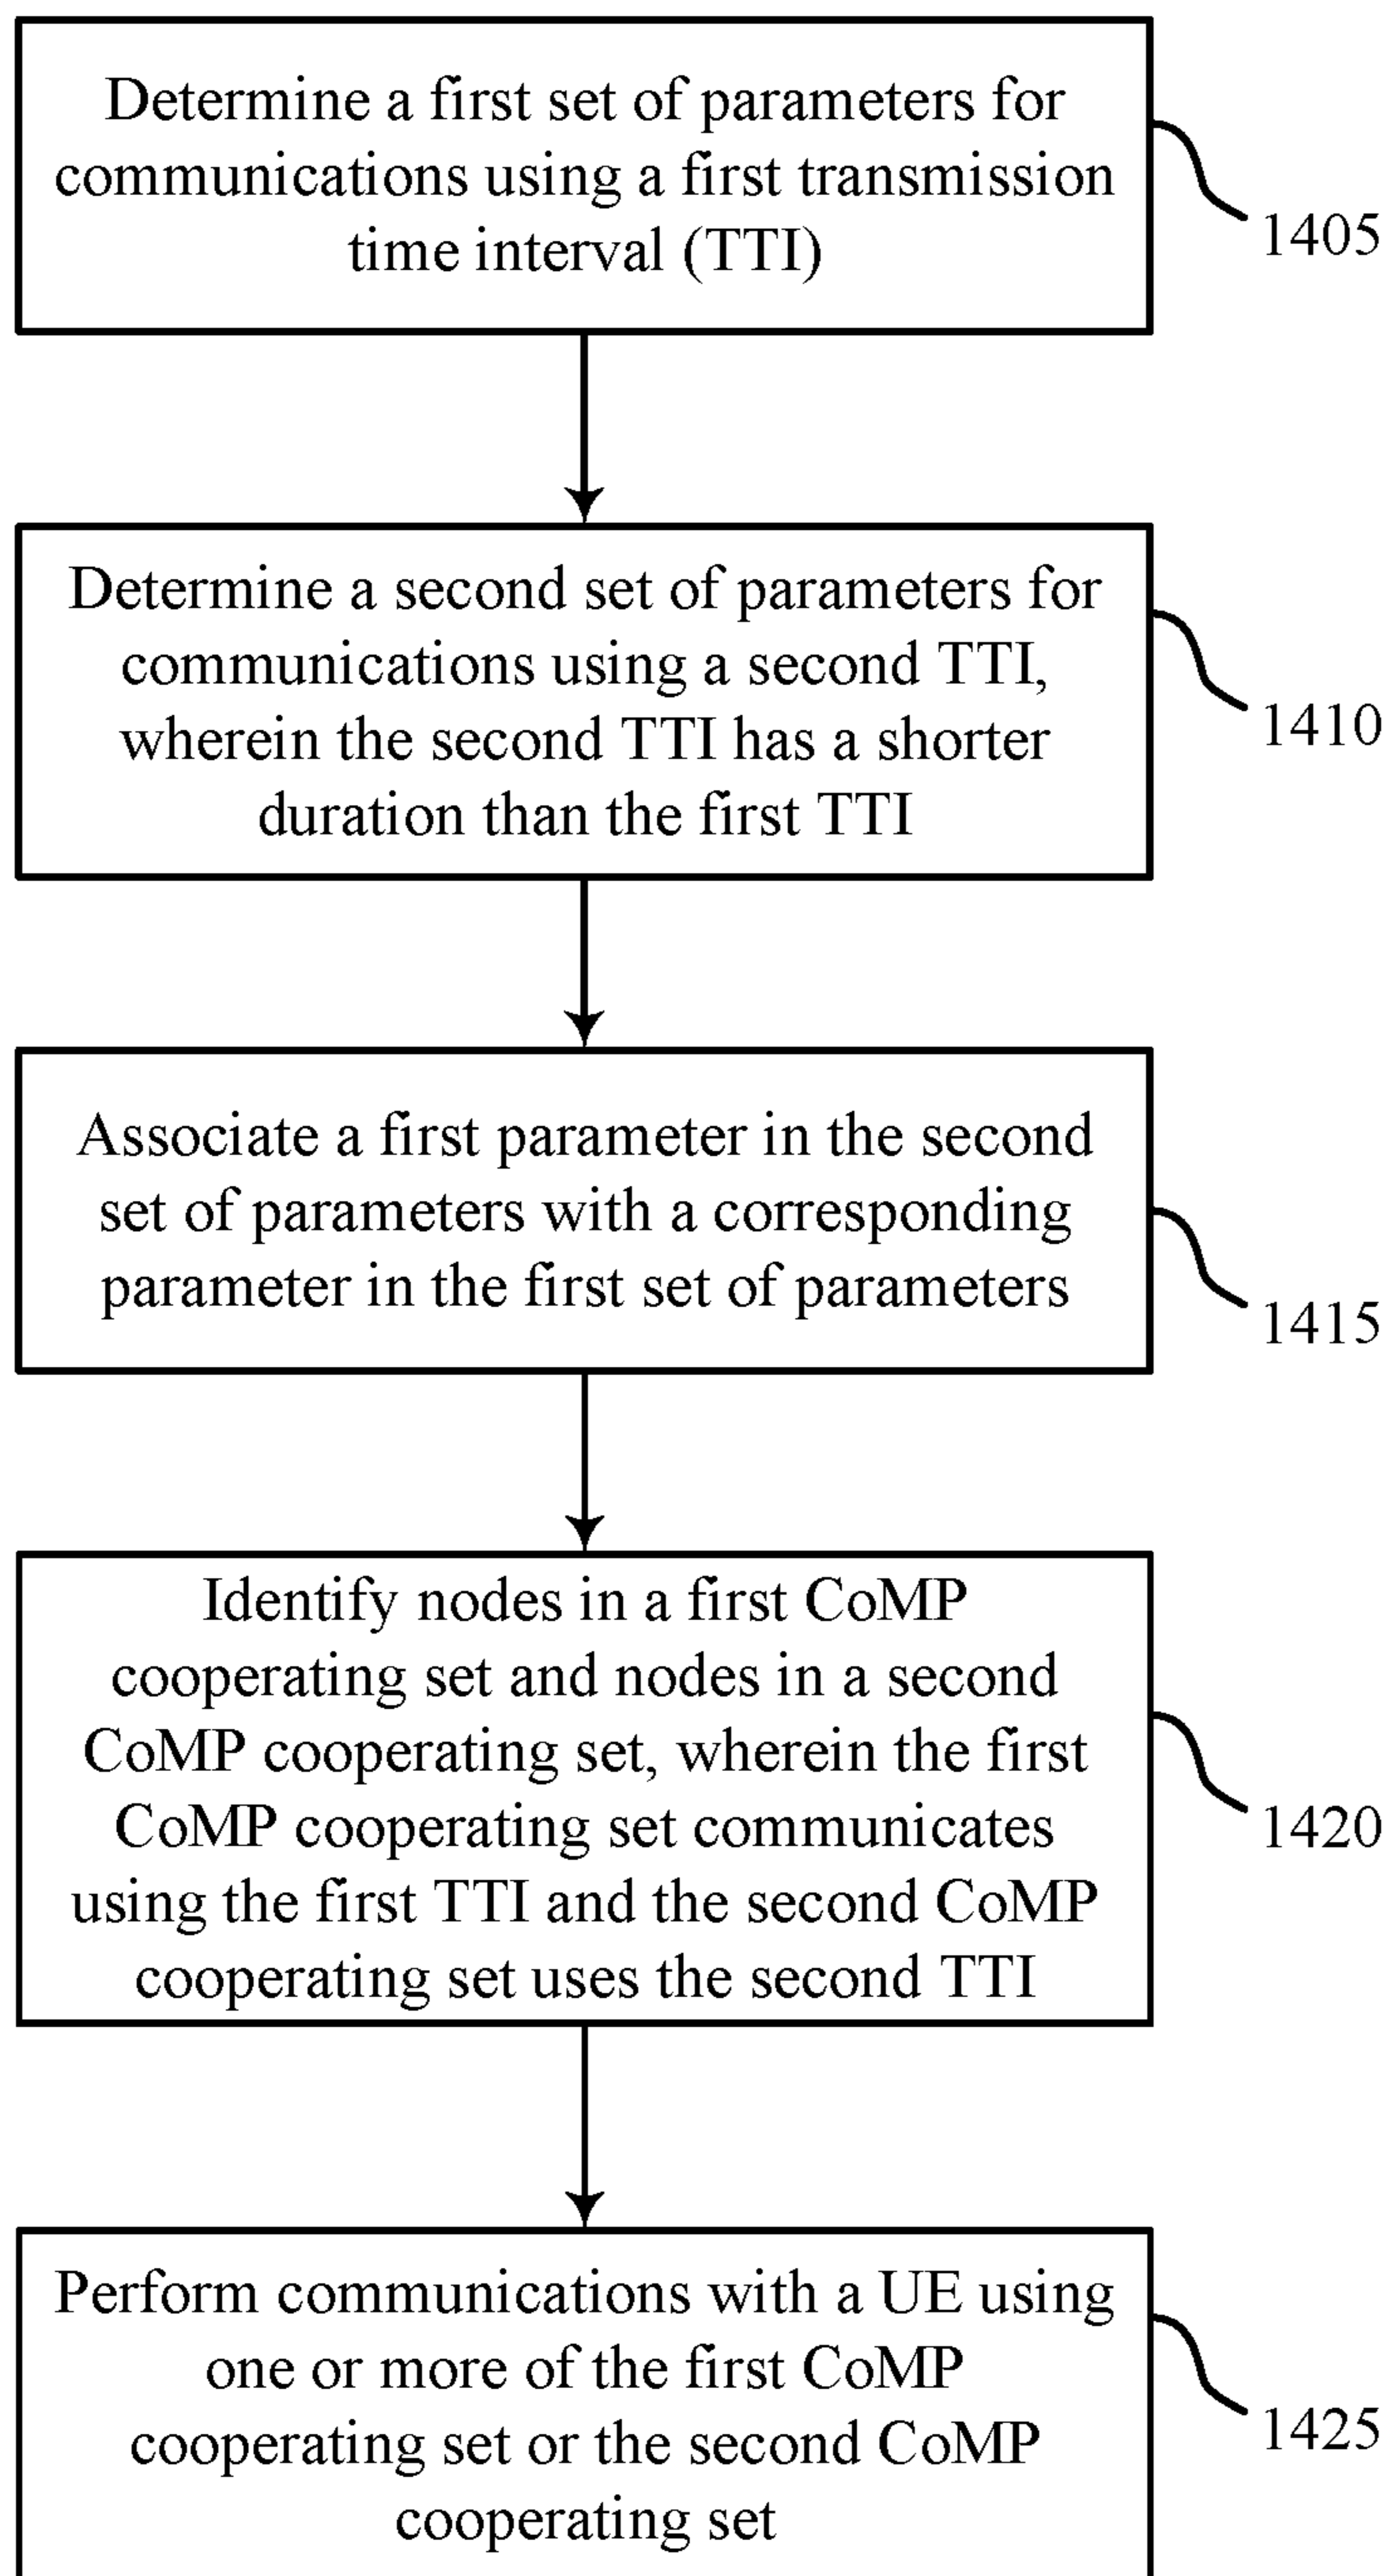 Determine a first set of parameters for
communications using a first transmission
time interval (TTI)
1405
Determine a second set of parameters for
communications using a second TTI,
wherein the second TTI has a shorter
duration than the first TTI
1410
Associate a first parameter in the second
set of parameters with a corresponding
parameter in the first set of parameters
1415
Identify nodes in a first CoMP
cooperating set and nodes in a second
CoMP cooperating set, wherein the first
CoMP cooperating set communicates
using the first TTI and the second CoMP
cooperating set uses the second TTI
1420
Perform communications with a UE using
one or more of the first CoMP
cooperating set or the second CoMP
cooperating set
1425